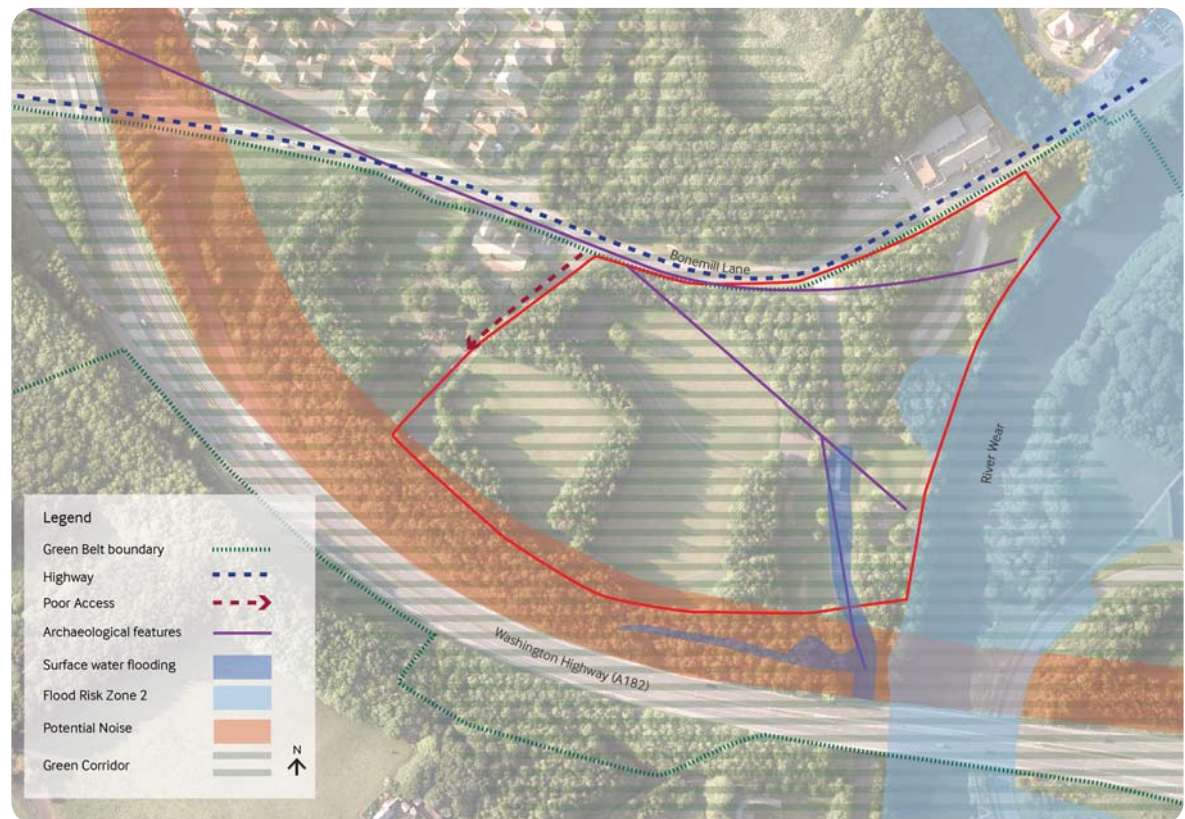 Bonemill Lane
River Wear
Washington Highway (A182)
Legend
Green Belt boundary
Highway
Poor Access
Archaeological features
Surface water flooding
Flood Risk Zone 2
Potential Noise
Green Corridor
N